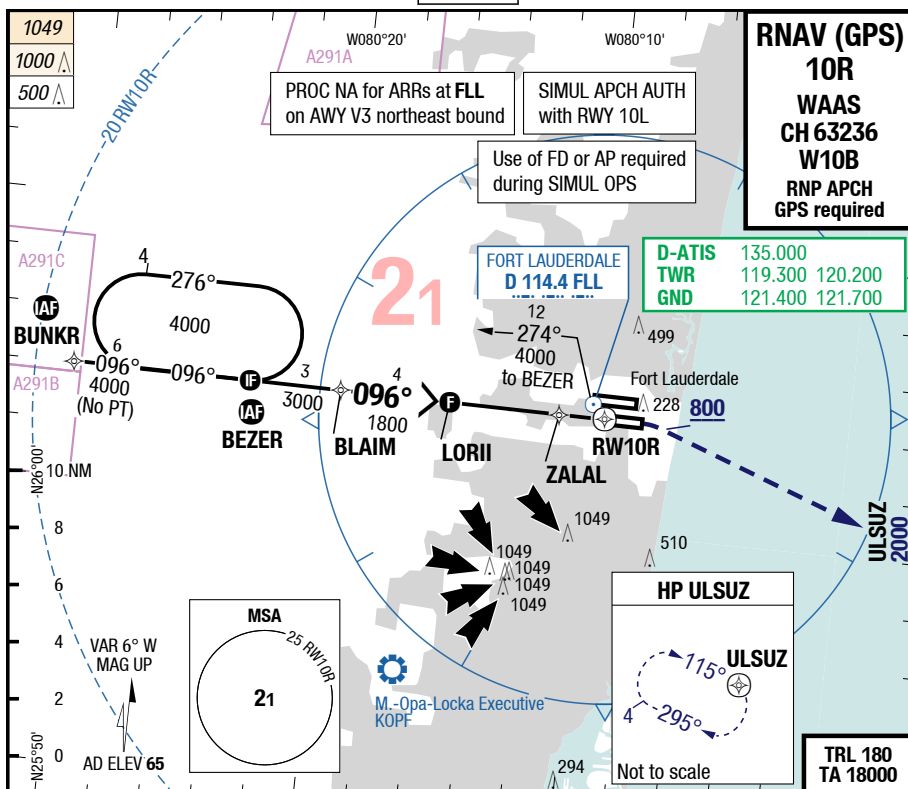 1049
1000
500
A291A
W080°20'
W080°10'
RNAV (GPS)
10R
WAAS
CH 63236
W10B
RNP APCH
GPS required
20 RW10R
PROC NA for ARRs at FLL
on AWY V3 northeast bound
SIMUL APCH AUTH
with RWY 10L
Use of FD or AP required
during SIMUL OPS
D-ATIS 135.000
TWR 119.300 120.200
GND 121.400 121.700
FORT LAUDERDALE
D 114.4 FLL
A291C
IAF
BUNKR
4
276°
4000
21
12
274°
4000
to BEZER
499
6
096°
4000
(No PT)
096°
IF
IAF
BEZER
3
3000
BLAIM
4
096°
1800
F
LORII
ZALAL
Fort Lauderdale
228
RW10R
800
A291B
N26°00'
10 NM
8
6
4
2
0
N25°50'
ULSUZ
2000
1049
1049
1049
1049
1049
510
VAR 6° W
MAG UP
AD ELEV 65
MSA
25 RW10R
21
M.-Opa-Locka Executive
KOPF
HP ULSUZ
115°
ULSUZ
4
295°
Not to scale
294
TRL 180
TA 18000